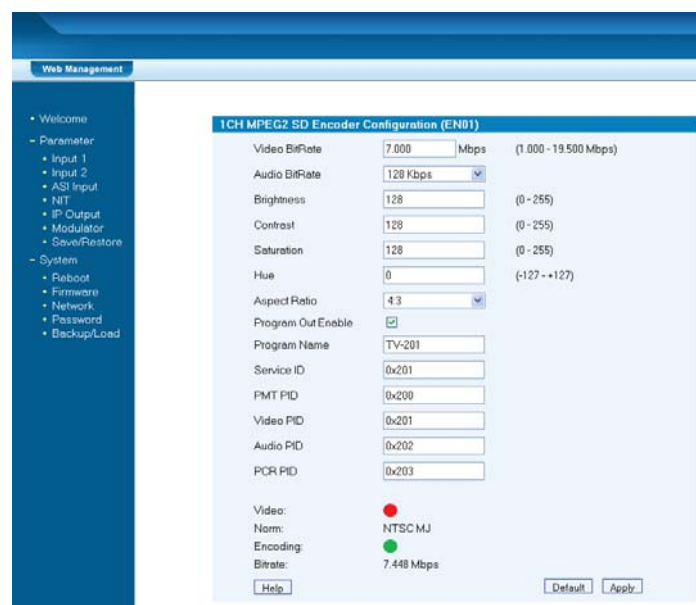 Web Management
• Welcome
– Parameter
• Input 1
• Input 2
• ASI Input
• NIT
• IP Output
• Modulator
• Save/Restore
– System
• Reboot
• Firmware
• Network
• Password
• Backup/Load
1CH MPEG2 SD Encoder Configuration (EN01)
Video BitRate 7.000 Mbps (1.000 - 19.500 Mbps)
Audio BitRate 128 Kbps
Brightness 128 (0 - 255)
Contrast 128 (0 - 255)
Saturation 128 (0 - 255)
Hue 0 (-127 - +127)
Aspect Ratio 4:3
Program Out Enable
Program Name TV-201
Service ID 0x201
PMT PID 0x200
Video PID 0x201
Audio PID 0x202
PCR PID 0x203
Video:
Norm: NTSC MJ
Encoding:
Bitrate: 7.448 Mbps
Help Default Apply